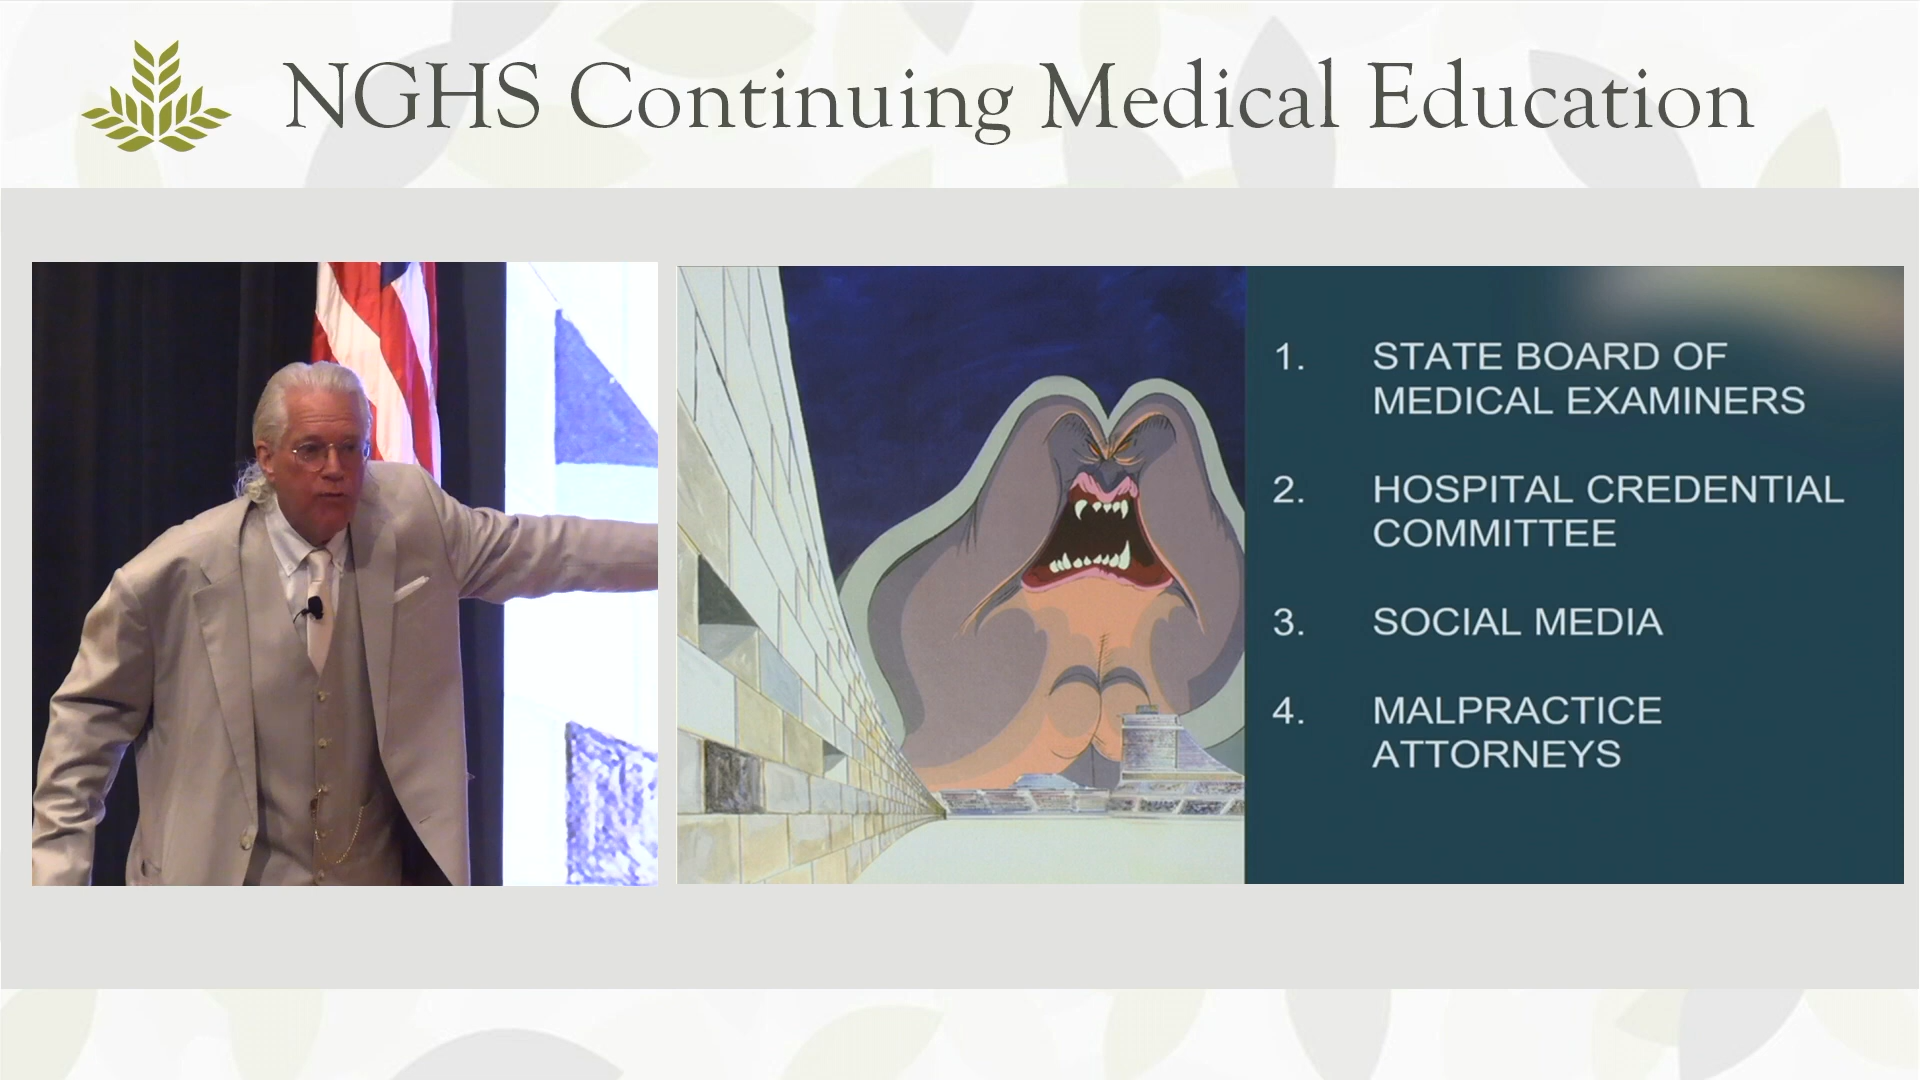 NGHS Continuing Medical Education
1. STATE BOARD OF
MEDICAL EXAMINERS
2. HOSPITAL CREDENTIAL
COMMITTEE
3. SOCIAL MEDIA
4. MALPRACTICE
ATTORNEYS